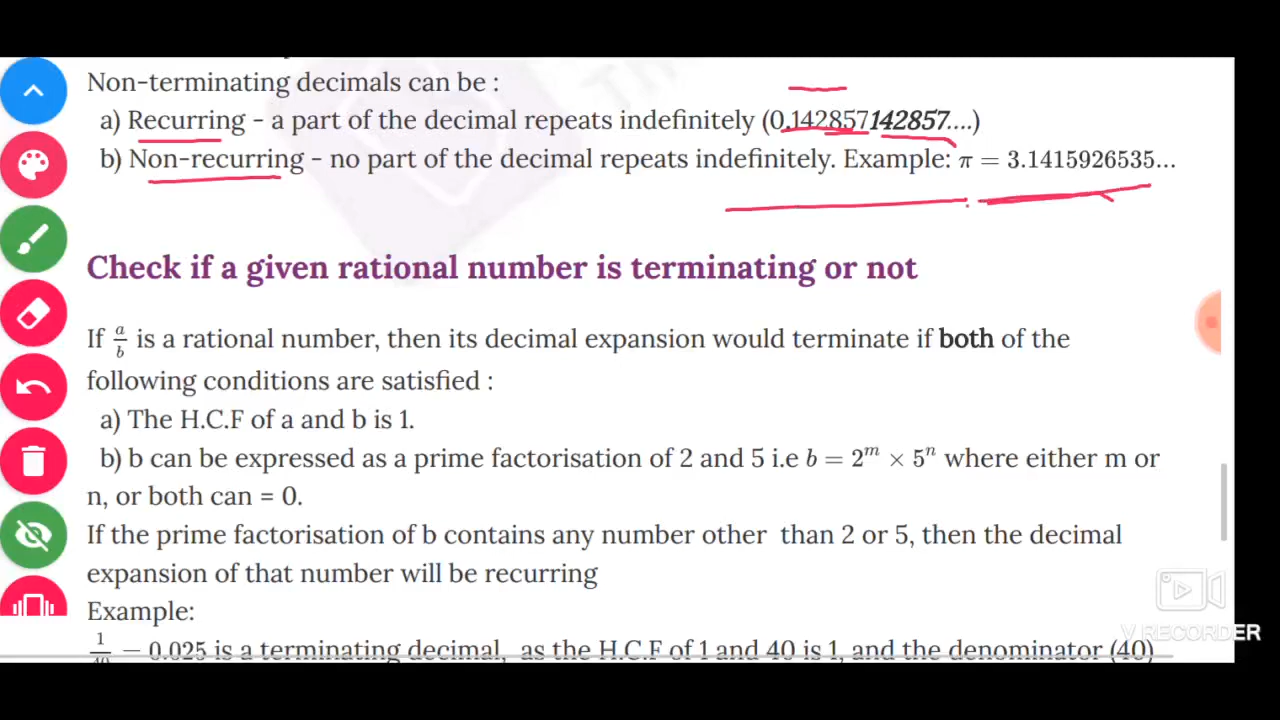 Non-terminating decimals can be :
a) Recurring - a part of the decimal repeats indefinitely (0.142857142857....)
b) Non-recurring - no part of the decimal repeats indefinitely. Example: π = 3.1415926535...
Check if a given rational number is terminating or not
If a/b is a rational number, then its decimal expansion would terminate if both of the
following conditions are satisfied :
a) The H.C.F of a and b is 1.
b) b can be expressed as a prime factorisation of 2 and 5 i.e b = 2^m × 5^n where either m or
n, or both can = 0.
If the prime factorisation of b contains any number other than 2 or 5, then the decimal
expansion of that number will be recurring
Example:
1/40 = 0.025 is a terminating decimal, as the H.C.F of 1 and 40 is 1, and the denominator (40)
V RECORDER